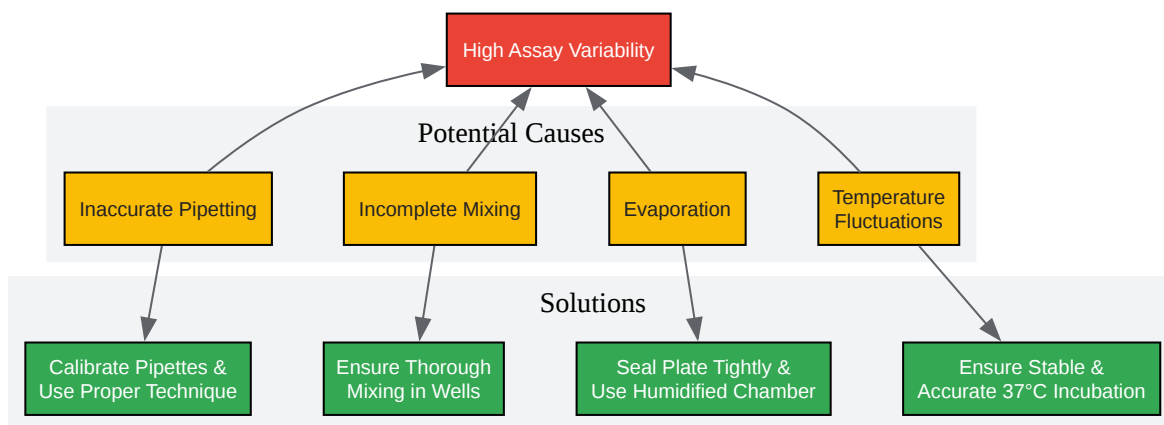 High Assay Variability
Potential Causes
Inaccurate Pipetting
Incomplete Mixing
Evaporation
Temperature
Fluctuations
Solutions
Calibrate Pipettes &
Use Proper Technique
Ensure Thorough
Mixing in Wells
Seal Plate Tightly &
Use Humidified Chamber
Ensure Stable &
Accurate 37°C Incubation